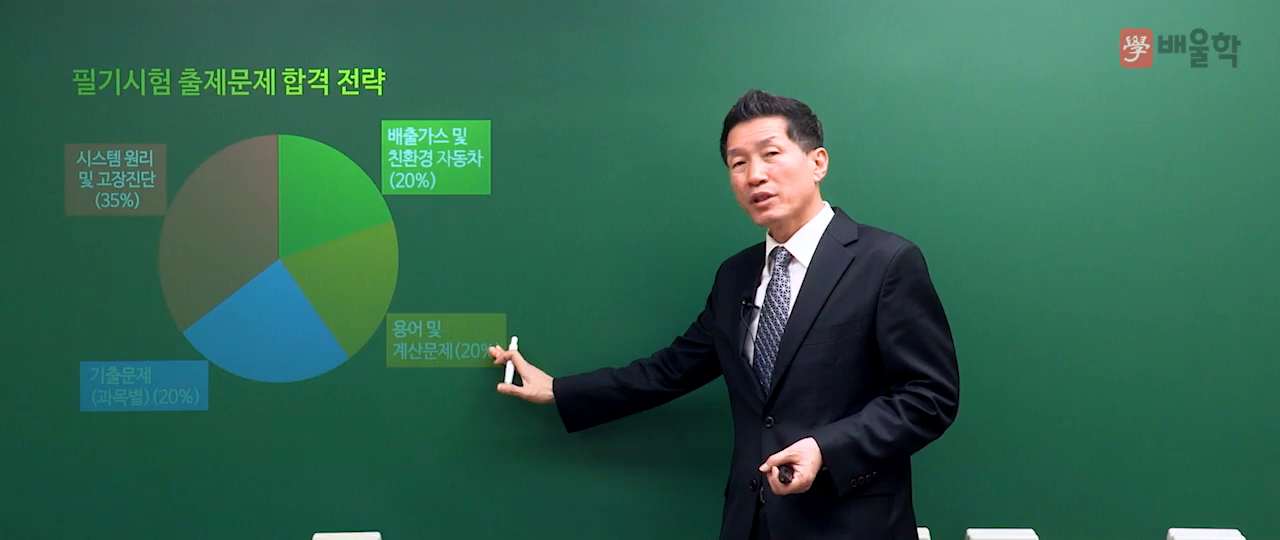 學 배울학
필기시험 출제문제 합격 전략
배출가스 및
친환경 자동차
(20%)
시스템 원리
및 고장진단
(35%)
용어 및
계산문제(20%
기출문제
(과목별)(20%)